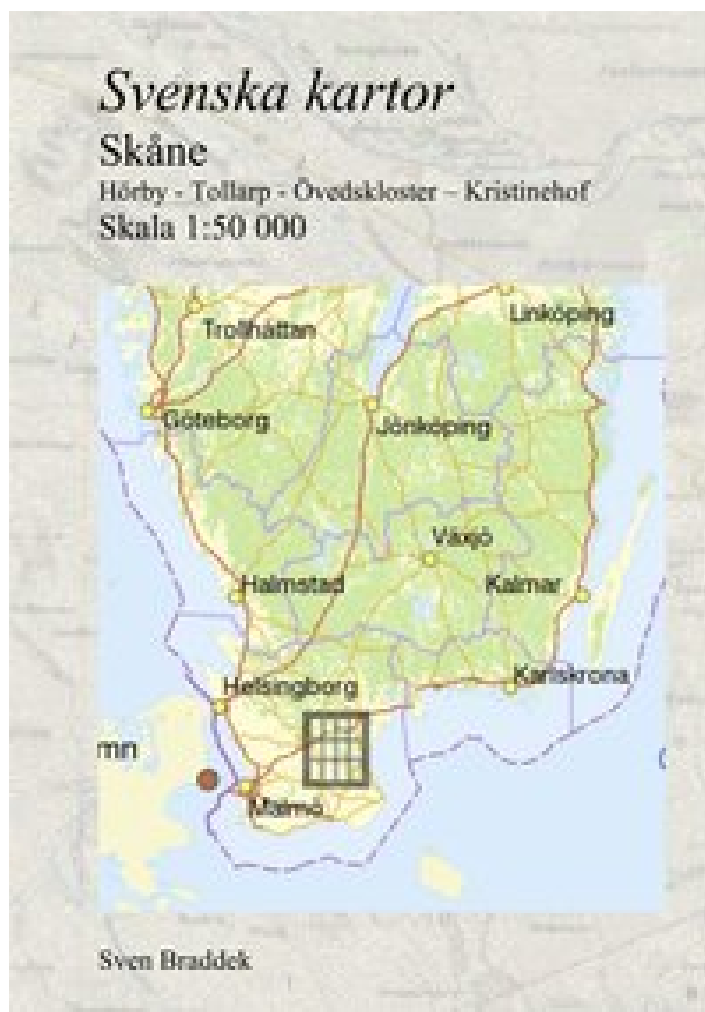 Svenska kartor
Skåne
Hörby - Tollarp - Övedskloster – Kristinehof
Skala 1:50 000
Trollhättan
Linköping
Göteborg
Jönköping
Växjö
Halmstad
Kalmar
Helsingborg
Karlskrona
mn
Malmö
Sven Braddek